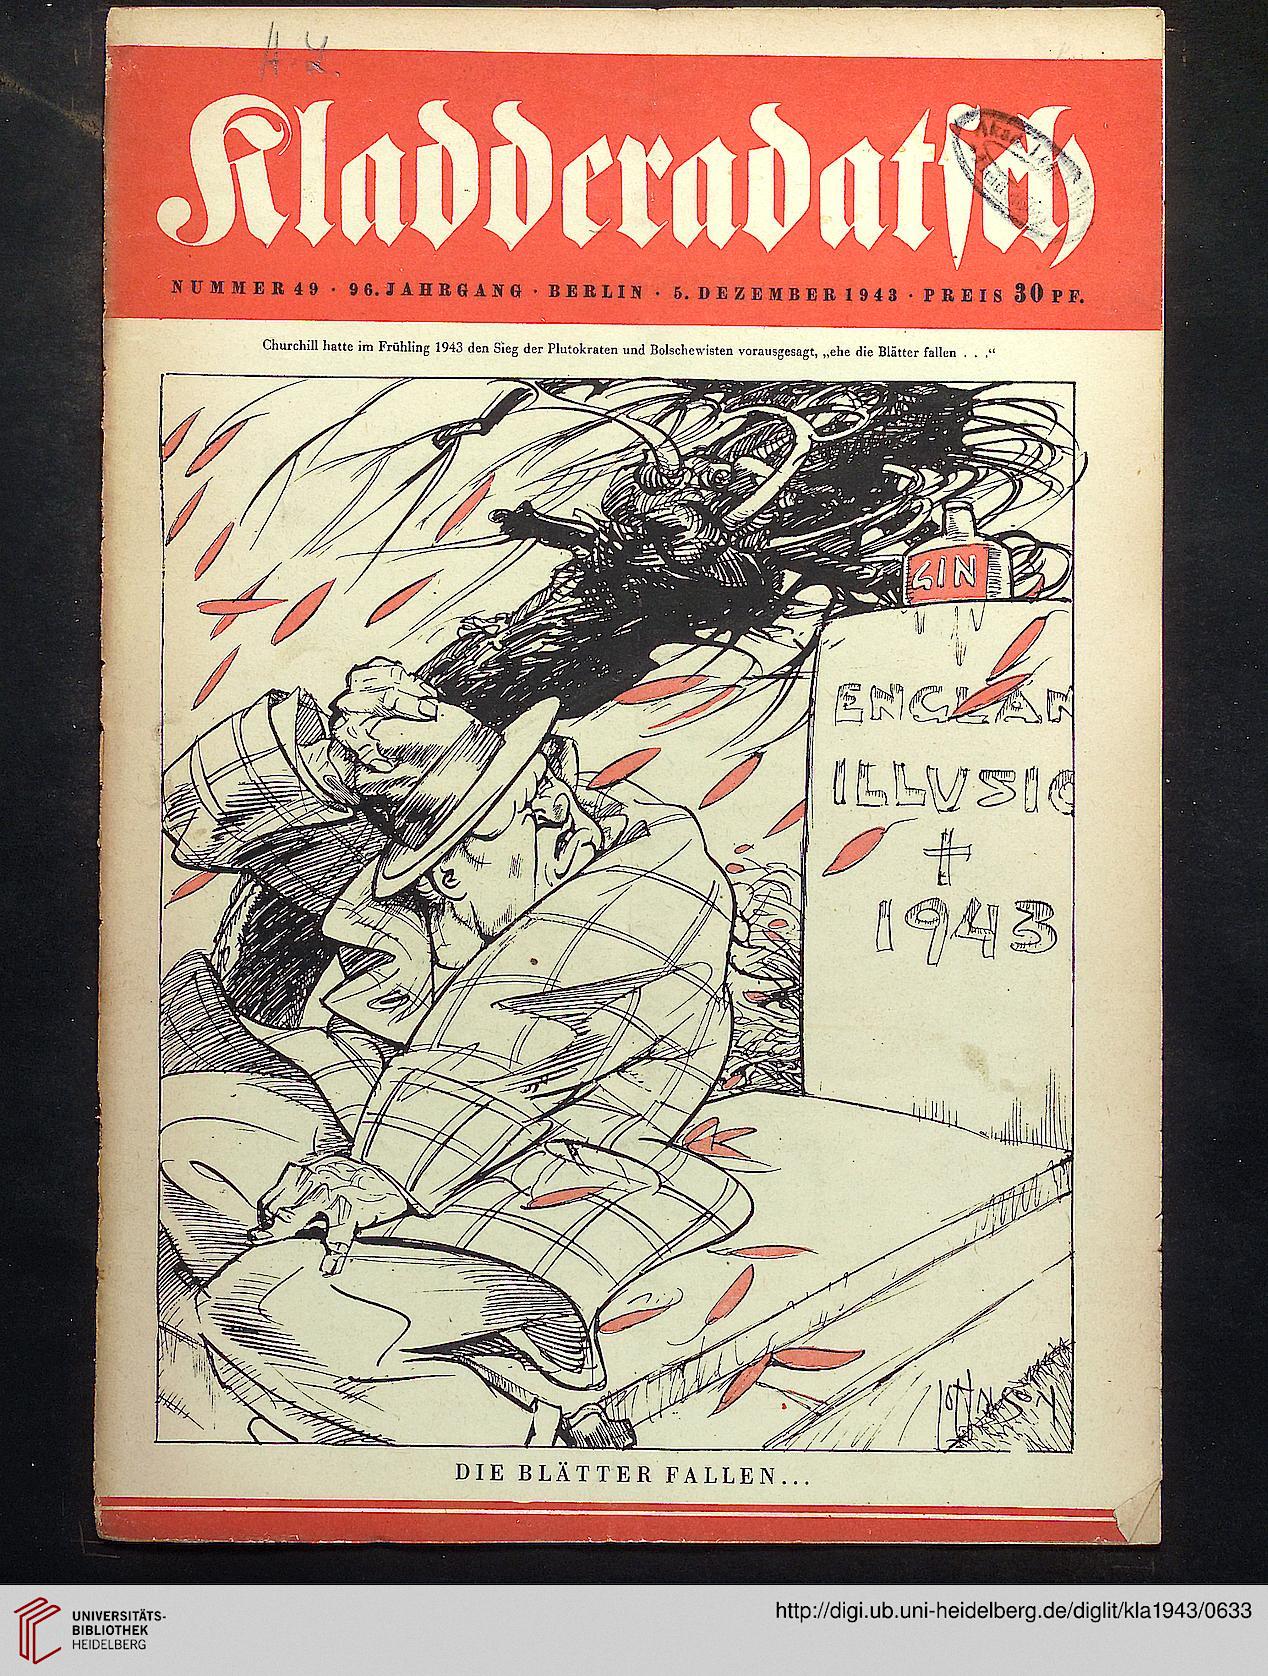 A. Z.
Kladderadatsch
NUMMER 49 · 96. JAHRGANG · BERLIN · 5. DEZEMBER 1943 · PREIS 30 PF.
Churchill hatte im Frühling 1943 den Sieg der Plutokraten und Bolschewisten vorausgesagt, „ehe die Blätter fallen . . .“
GIN
ENGLAN
ILLUSIO
†
1943
JOHNSON
DIE BLÄTTER FALLEN...
UNIVERSITÄTS-
BIBLIOTHEK
HEIDELBERG
http://digi.ub.uni-heidelberg.de/diglit/kla1943/0633